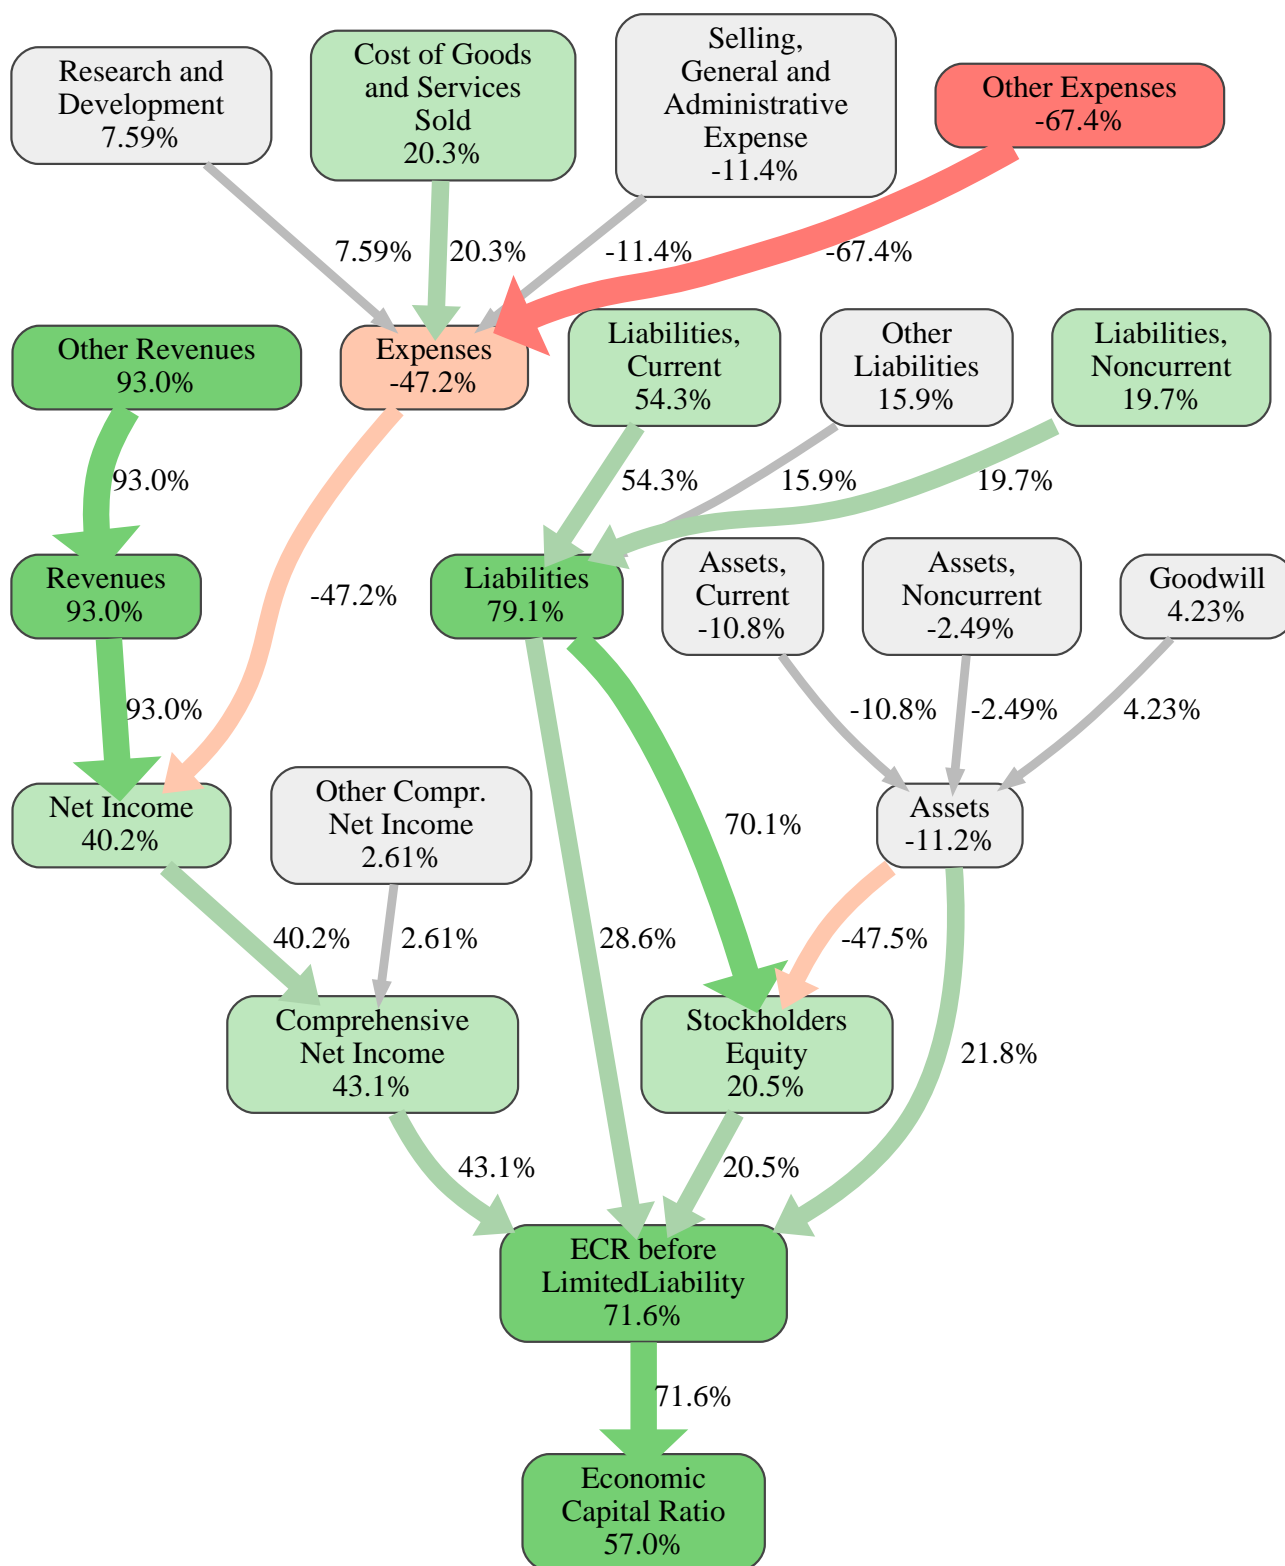 Research and
Development
7.59%
Cost of Goods
and Services
Sold
20.3%
Selling,
General and
Administrative
Expense
-11.4%
Other Expenses
-67.4%
7.59%
20.3%
-11.4%
-67.4%
Other Revenues
93.0%
Expenses
-47.2%
Liabilities,
Current
54.3%
Other
Liabilities
15.9%
Liabilities,
Noncurrent
19.7%
93.0%
54.3%
15.9%
19.7%
-47.2%
Revenues
93.0%
Liabilities
79.1%
Assets,
Current
-10.8%
Assets,
Noncurrent
-2.49%
Goodwill
4.23%
93.0%
-10.8%
-2.49%
4.23%
Net Income
40.2%
Other Compr.
Net Income
2.61%
70.1%
Assets
-11.2%
40.2%
2.61%
28.6%
-47.5%
Comprehensive
Net Income
43.1%
Stockholders
Equity
20.5%
21.8%
43.1%
20.5%
ECR before
LimitedLiability
71.6%
71.6%
Economic
Capital Ratio
57.0%